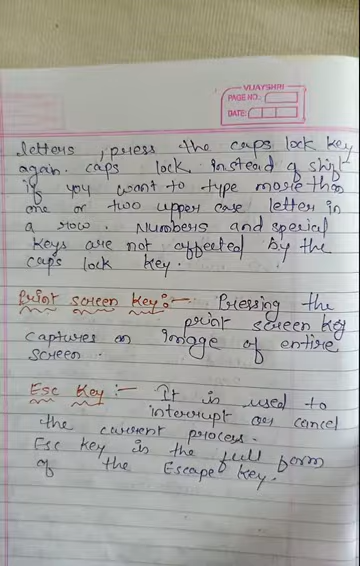 VIJAYSHRI
PAGE NO.:
DATE:
letters, press the caps lock key
again. caps lock instead of shift
if you want to type more than
one or two upper case letter in
a row. Numbers and special
keys are not affected by the
caps lock key.
Print screen key:- Pressing the
print screen key
captures an image of entire
screen.
Esc Key:- It is used to
interrupt or cancel
the current process.
Esc key is the full form
of the Escape key.